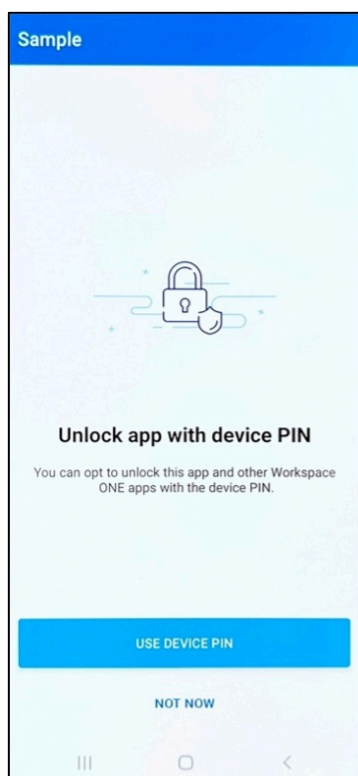 Sample
Unlock app with device PIN
You can opt to unlock this app and other Workspace
ONE apps with the device PIN.
USE DEVICE PIN
NOT NOW